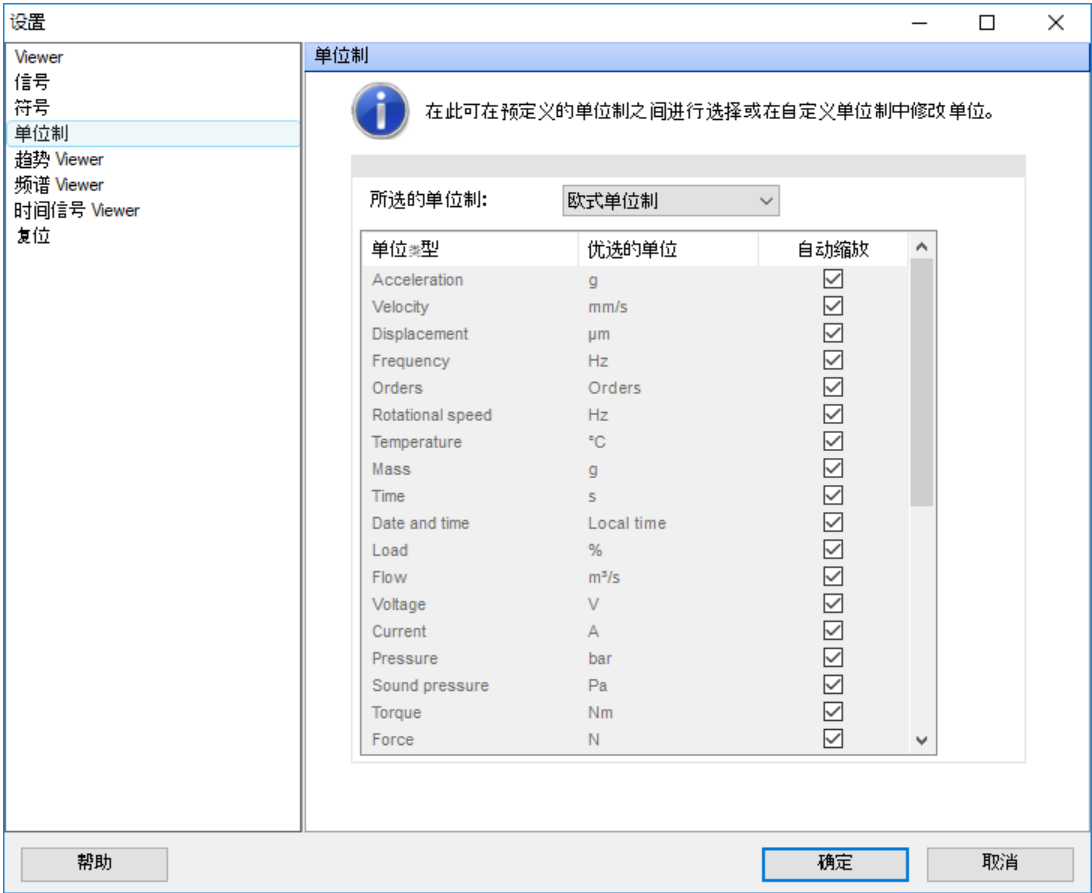 设置
Viewer
信号
符号
单位制
趋势 Viewer
频谱 Viewer
时间信号 Viewer
复位
单位制
在此可在预定义的单位制之间进行选择或在自定义单位制中修改单位。
所选的单位制: 欧式单位制
单位类型 优选的单位 自动缩放
Acceleration g
Velocity mm/s
Displacement µm
Frequency Hz
Orders Orders
Rotational speed Hz
Temperature °C
Mass g
Time s
Date and time Local time
Load %
Flow m³/s
Voltage V
Current A
Pressure bar
Sound pressure Pa
Torque Nm
Force N
帮助 确定 取消